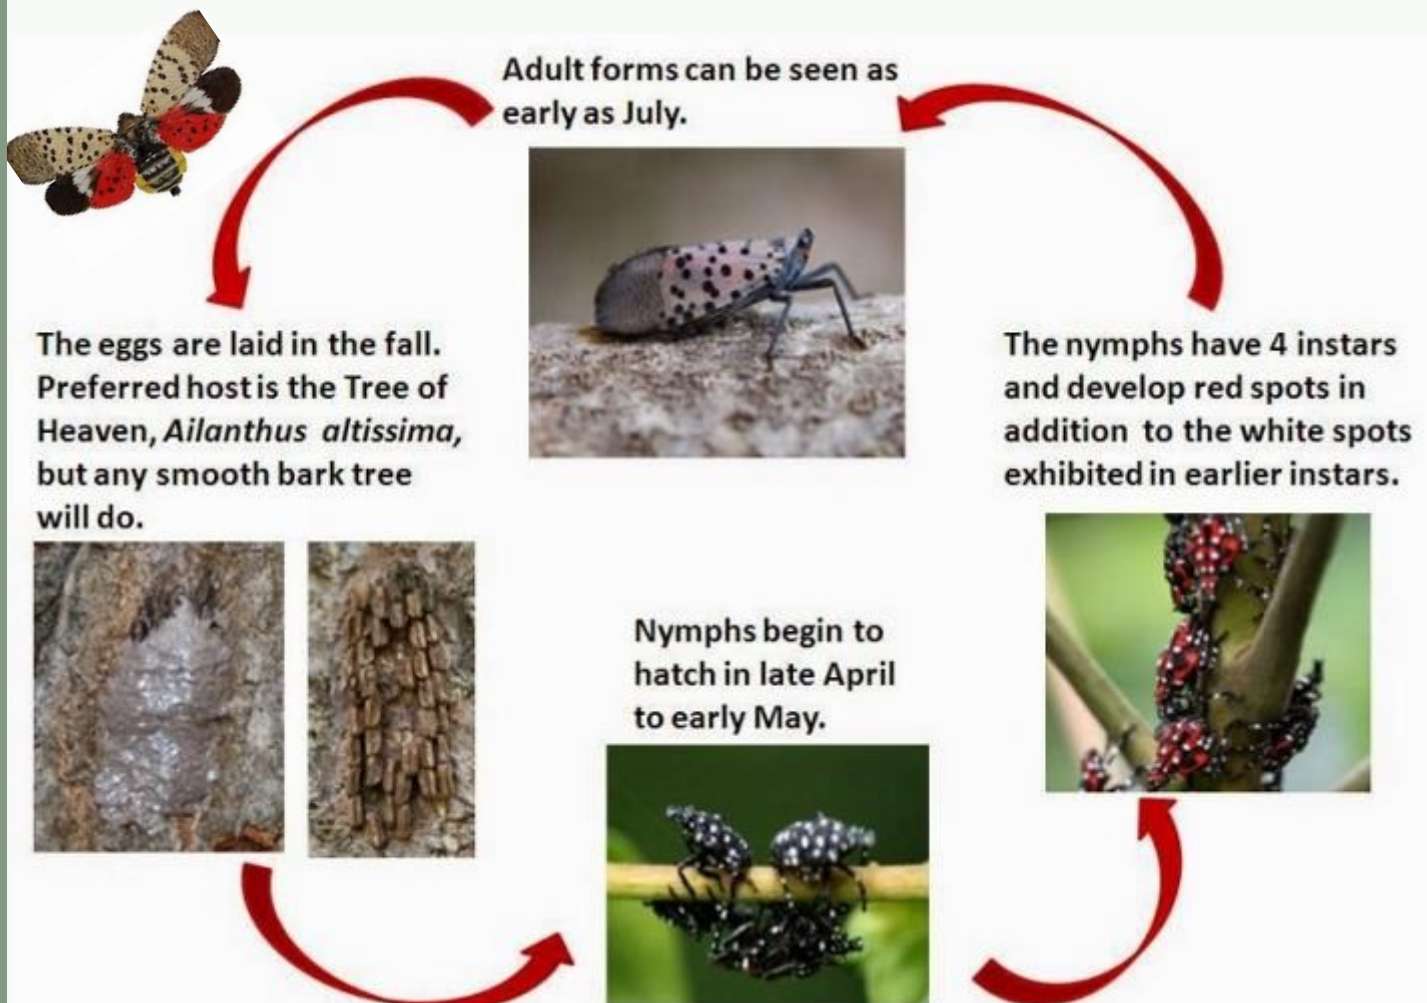 Adult forms can be seen as
early as July.
The eggs are laid in the fall.
Preferred host is the Tree of
Heaven, Ailanthus altissima,
but any smooth bark tree
will do.
Nymphs begin to
hatch in late April
to early May.
The nymphs have 4 instars
and develop red spots in
addition to the white spots
exhibited in earlier instars.